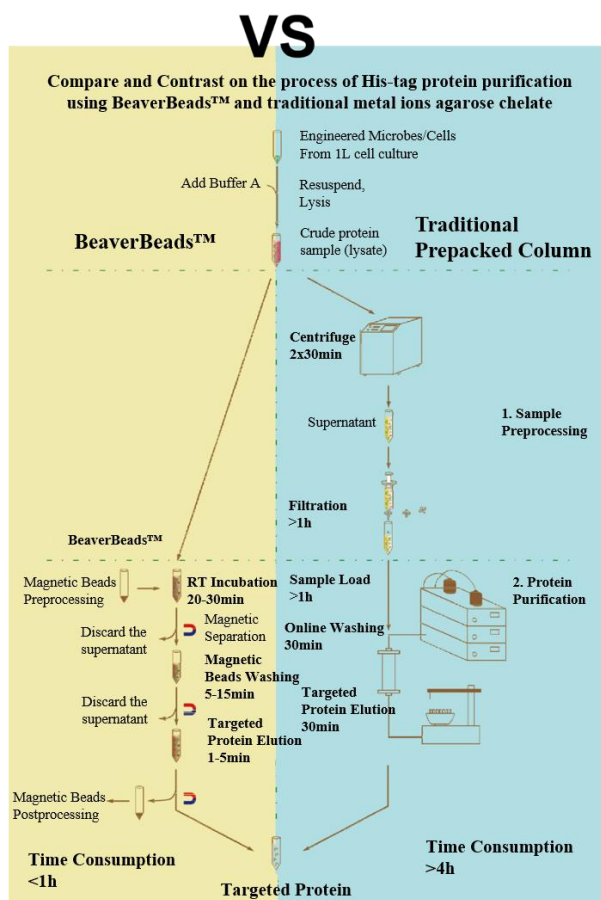 VS
Compare and Contrast on the process of His-tag protein purification
using BeaverBeads™ and traditional metal ions agarose chelate
Engineered Microbes/Cells
From 1L cell culture
Add Buffer A
Resuspend,
Lysis
Crude protein
sample (lysate)
BeaverBeads™
Traditional
Prepacked Column
Centrifuge
2x30min
Supernatant
1. Sample
Preprocessing
Filtration
>1h
BeaverBeads™
Magnetic Beads
Preprocessing
RT Incubation
20-30min
Sample Load
>1h
2. Protein
Purification
Discard the
supernatant
Magnetic
Separation
Online Washing
30min
Magnetic
Beads Washing
5-15min
Discard the
supernatant
Targeted
Protein Elution
1-5min
Targeted
Protein Elution
30min
Magnetic Beads
Postprocessing
Time Consumption
<1h
Time Consumption
>4h
Targeted Protein